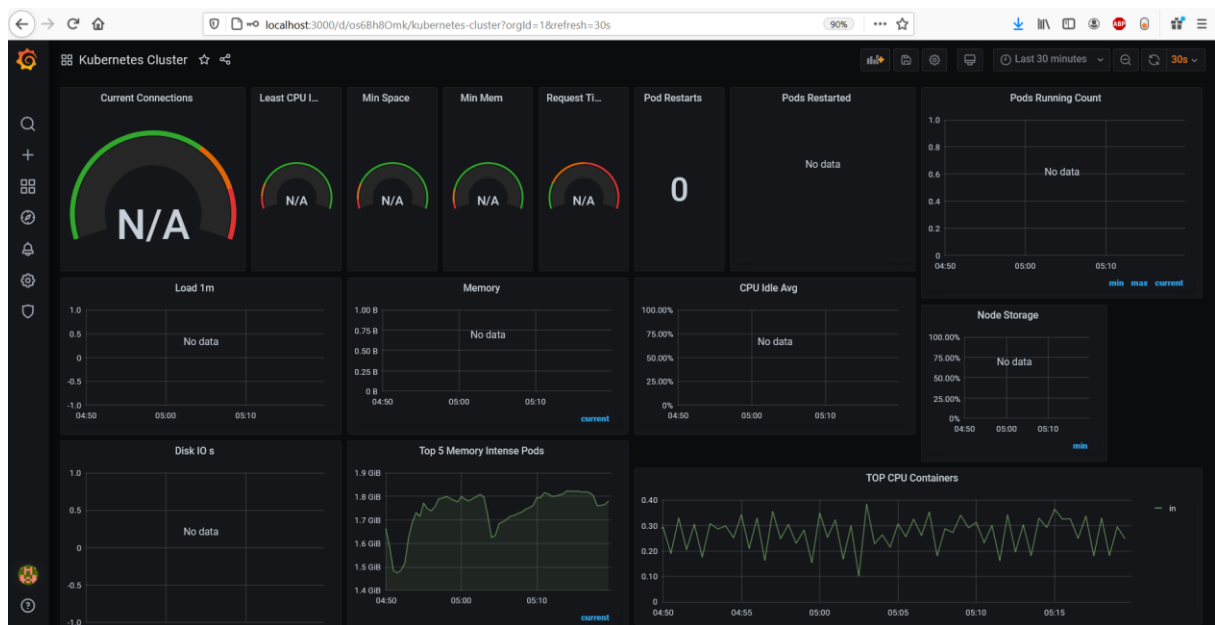 localhost:3000/d/os6Bh8Omk/kubernetes-cluster?orgId=1&refresh=30s
90%
ABP
Kubernetes Cluster
Last 30 minutes
30s
Current Connections
N/A
Least CPU I...
N/A
Min Space
N/A
Min Mem
N/A
Request Ti...
N/A
Pod Restarts
0
Pods Restarted
No data
Pods Running Count
1.0
0.8
0.6
0.4
0.2
0
No data
04:50 05:00 05:10
min max current
Load 1m
1.0
0.5
0
-0.5
-1.0
No data
04:50 05:00 05:10
Memory
1.00 B
0.75 B
0.50 B
0.25 B
0 B
No data
04:50 05:00 05:10
current
CPU Idle Avg
100.00%
75.00%
50.00%
25.00%
0%
No data
04:50 05:00 05:10
Node Storage
100.00%
75.00%
50.00%
25.00%
0%
No data
04:50 05:00 05:10
min
Disk IO s
1.0
0.5
0
-0.5
-1.0
No data
Top 5 Memory Intense Pods
1.9 GiB
1.8 GiB
1.7 GiB
1.6 GiB
1.5 GiB
1.4 GiB
04:50 05:00 05:10
current
TOP CPU Containers
0.40
0.30
0.20
0.10
0
04:50 04:55 05:00 05:05 05:10 05:15
in